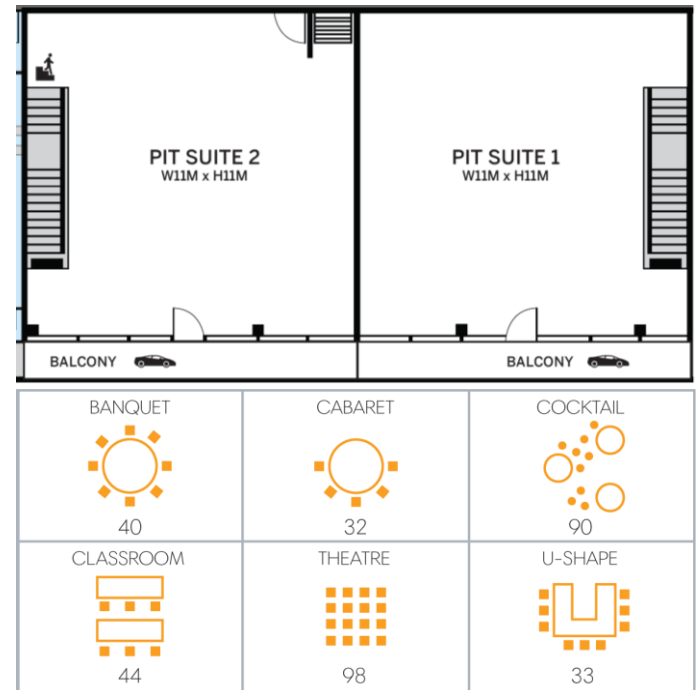 PIT SUITE 2
W11M x H11M
PIT SUITE 1
W11M x H11M
BALCONY
BALCONY
BANQUET
40
CABARET
32
COCKTAIL
90
CLASSROOM
44
THEATRE
98
U-SHAPE
33